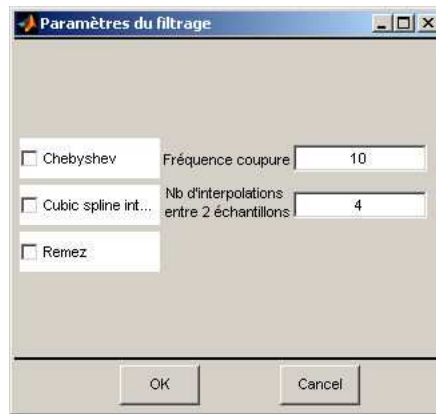 Paramètres du filtrage
Chebyshev
Fréquence coupure
10
Cubic spline int...
Nb d'interpolations
entre 2 échantillons
4
Remez
OK
Cancel